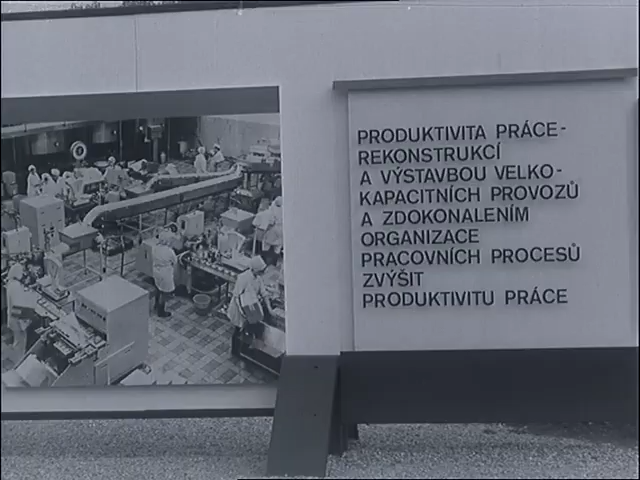 PRODUKTIVITA PRÁCE-
REKONSTRUKCÍ
A VÝSTAVBOU VELKO-
KAPACITNÍCH PROVOZŮ
A ZDOKONALENÍM
ORGANIZACE
PRACOVNÍCH PROCESŮ
ZVÝŠIT
PRODUKTIVITU PRÁCE